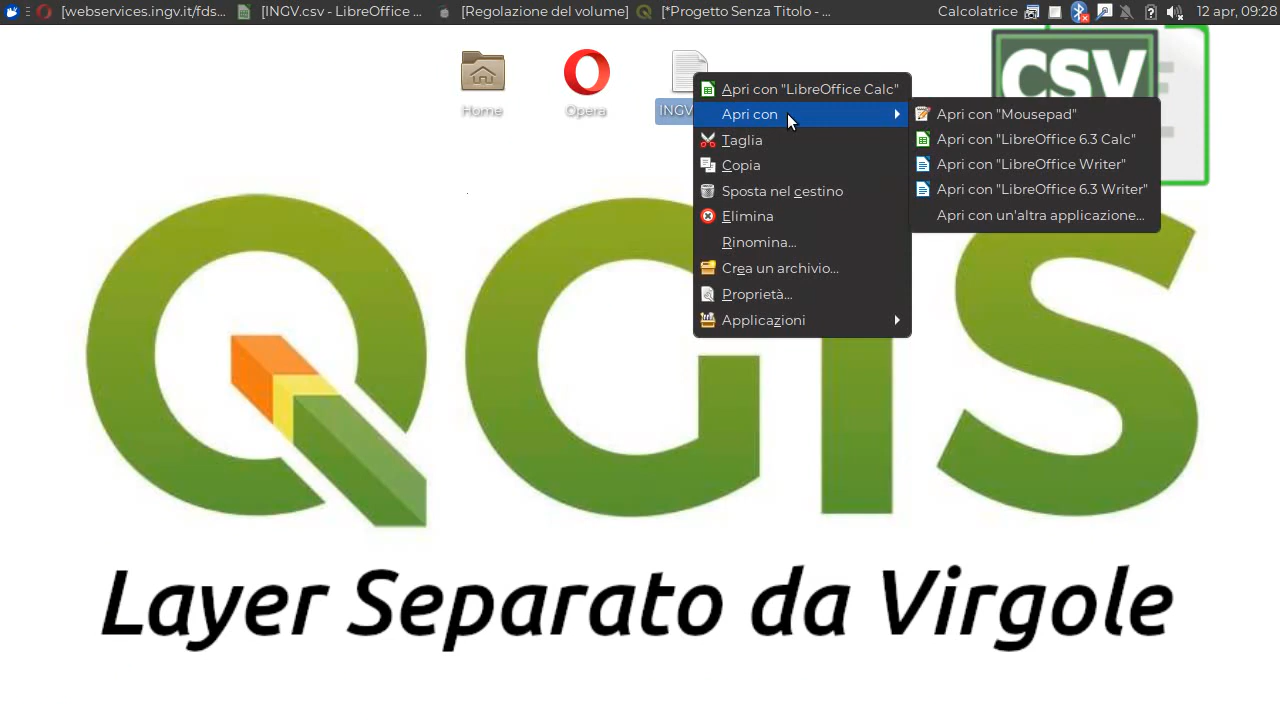 [webservices.ingv.it/fds... [INGV.csv - LibreOffice ... [Regolazione del volume] [*Progetto Senza Titolo - ... Calcolatrice 12 apr, 09:28
CSV
Home Opera INGV
Apri con "LibreOffice Calc"
Apri con
Taglia
Copia
Sposta nel cestino
Elimina
Rinomina...
Crea un archivio...
Proprietà...
Applicazioni
Apri con "Mousepad"
Apri con "LibreOffice 6.3 Calc"
Apri con "LibreOffice Writer"
Apri con "LibreOffice 6.3 Writer"
Apri con un'altra applicazione...
QGIS
Layer Separato da Virgole